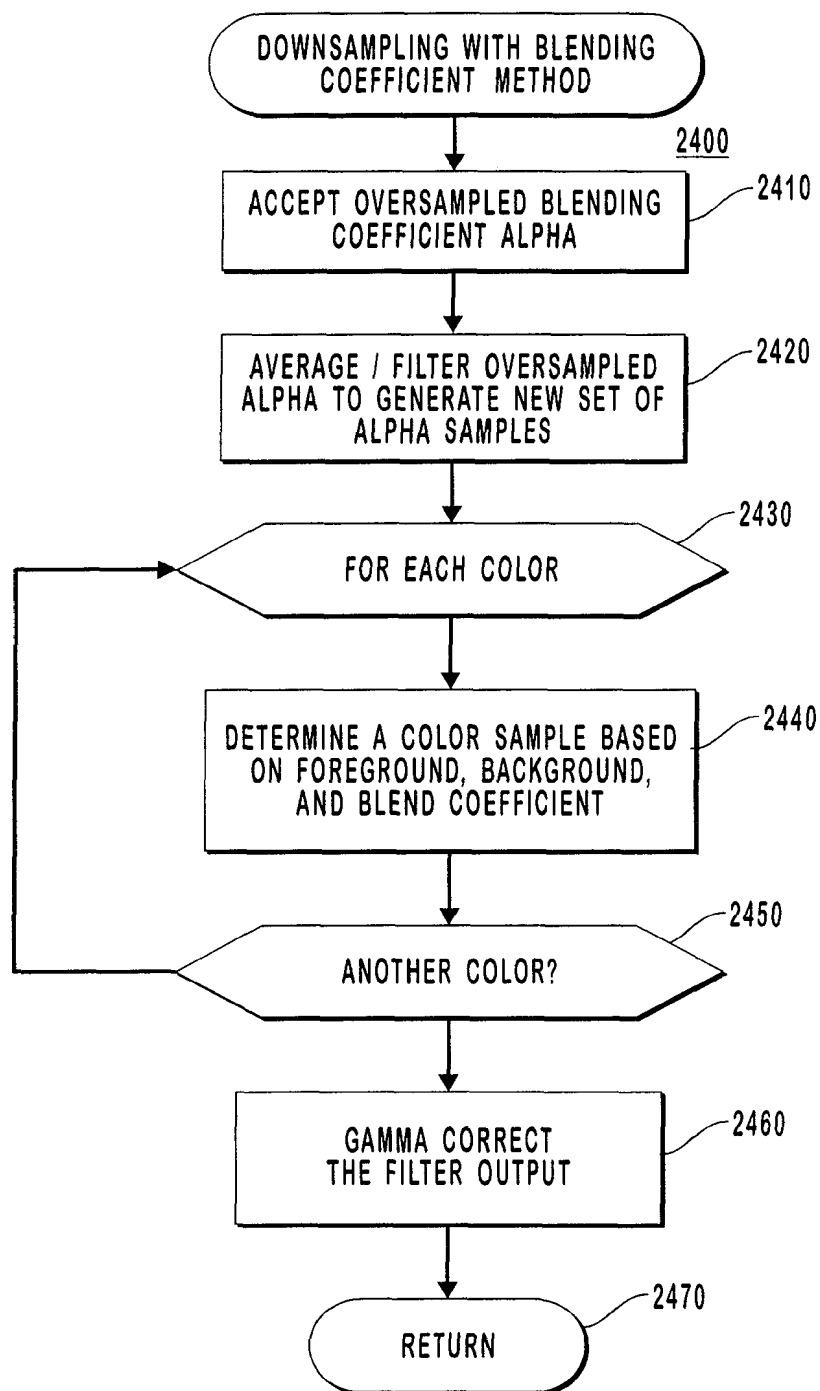 DOWNSAMPLING WITH BLENDING
COEFFICIENT METHOD
2400
ACCEPT OVERSAMPLED BLENDING
COEFFICIENT ALPHA
2410
AVERAGE / FILTER OVERSAMPLED
ALPHA TO GENERATE NEW SET OF
ALPHA SAMPLES
2420
FOR EACH COLOR
2430
DETERMINE A COLOR SAMPLE BASED
ON FOREGROUND, BACKGROUND,
AND BLEND COEFFICIENT
2440
ANOTHER COLOR?
2450
GAMMA CORRECT
THE FILTER OUTPUT
2460
RETURN
2470